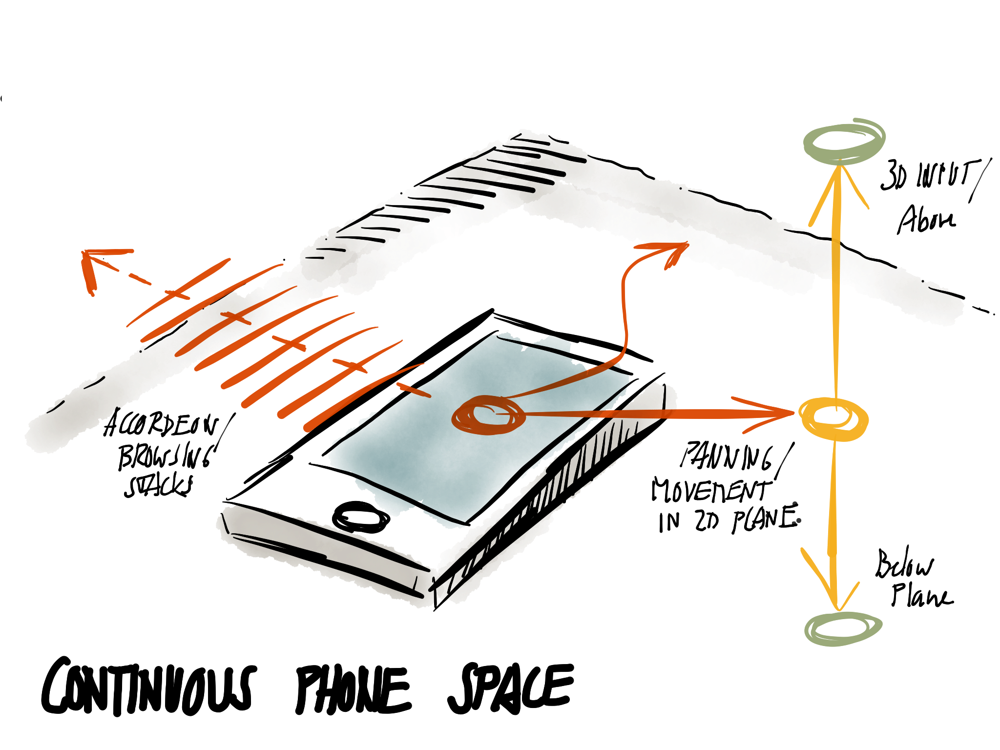 3D INPUT/
Above
ACCORDEON/
BROWSING
STACKS
PANNING/
MOVEMENT
IN 2D PLANE.
Below
Plane
CONTINUOUS PHONE SPACE